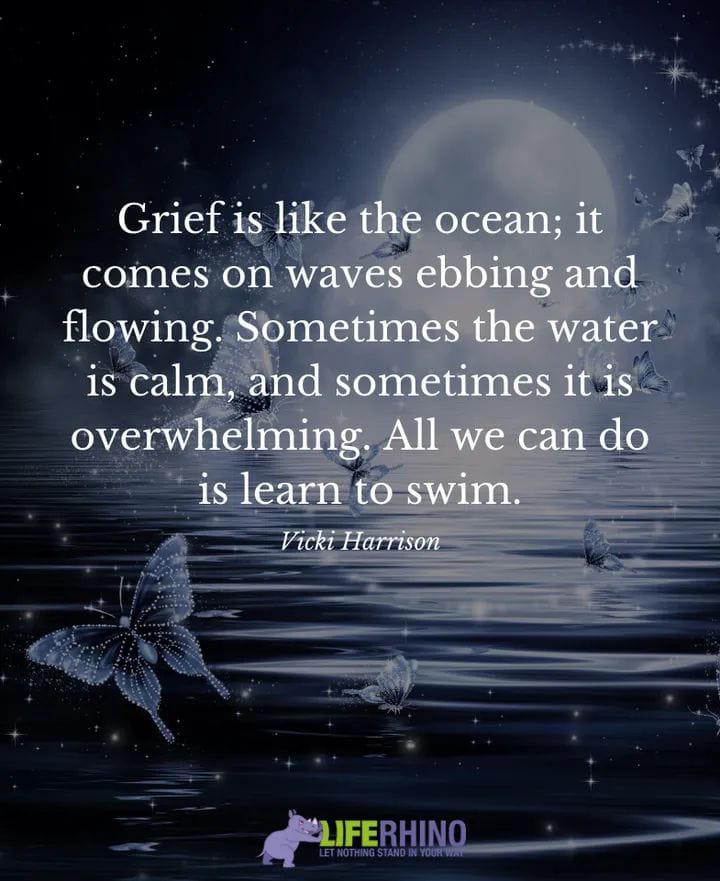 Grief is like the ocean; it
comes on waves ebbing and
flowing. Sometimes the water
is calm, and sometimes it is
overwhelming. All we can do
is learn to swim.
Vicki Harrison
LIFERHINO
LET NOTHING STAND IN YOUR WAY